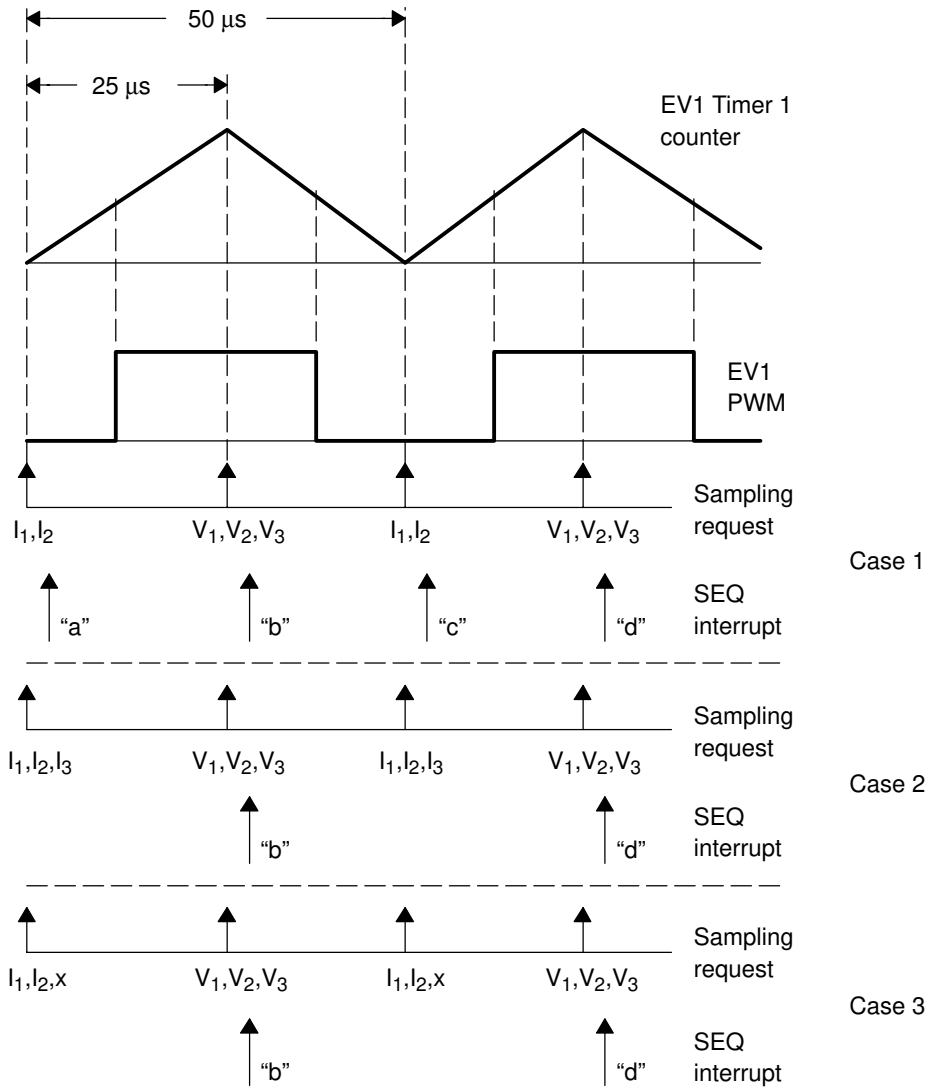 50 μs
25 μs
EV1 Timer 1
counter
EV1
PWM
I1,I2
V1,V2,V3
I1,I2
V1,V2,V3
Sampling
request
Case 1
"a"
"b"
"c"
"d"
SEQ
interrupt
I1,I2,I3
V1,V2,V3
I1,I2,I3
V1,V2,V3
Sampling
request
Case 2
"b"
"d"
SEQ
interrupt
I1,I2,x
V1,V2,V3
I1,I2,x
V1,V2,V3
Sampling
request
Case 3
"b"
"d"
SEQ
interrupt